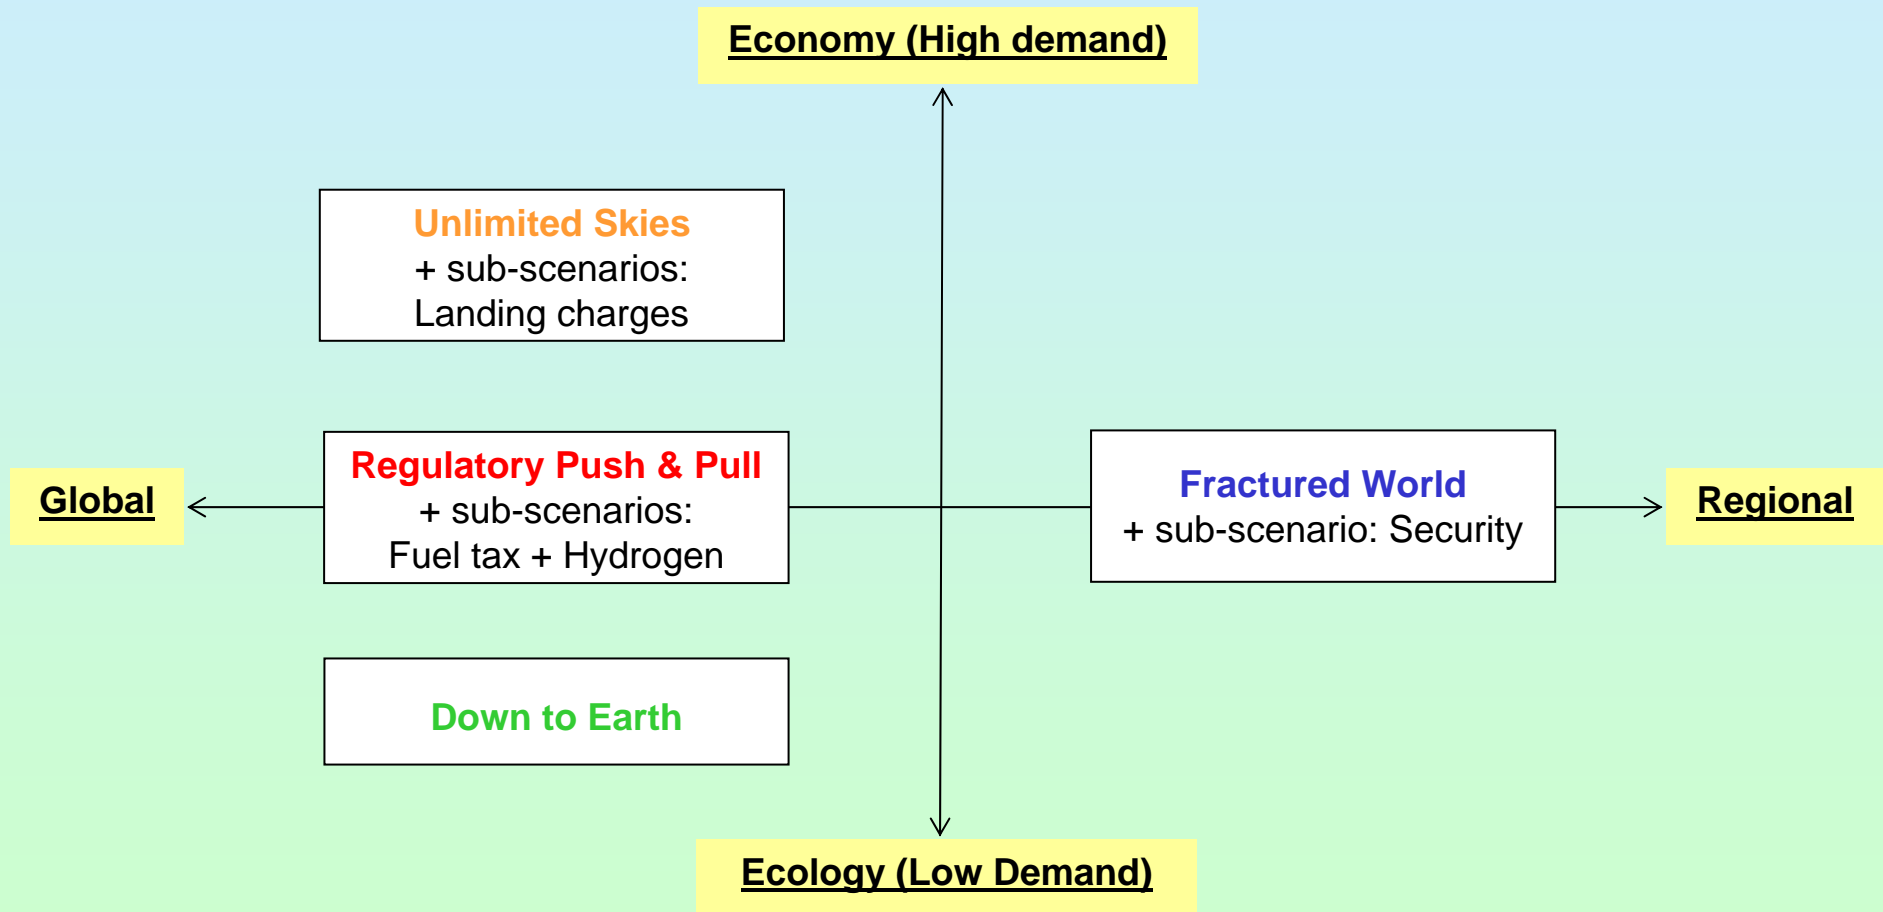 Economy (High demand)
Unlimited Skies
+ sub-scenarios:
Landing charges
Global
Regulatory Push & Pull
+ sub-scenarios:
Fuel tax + Hydrogen
Fractured World
+ sub-scenario: Security
Regional
Down to Earth
Ecology (Low Demand)